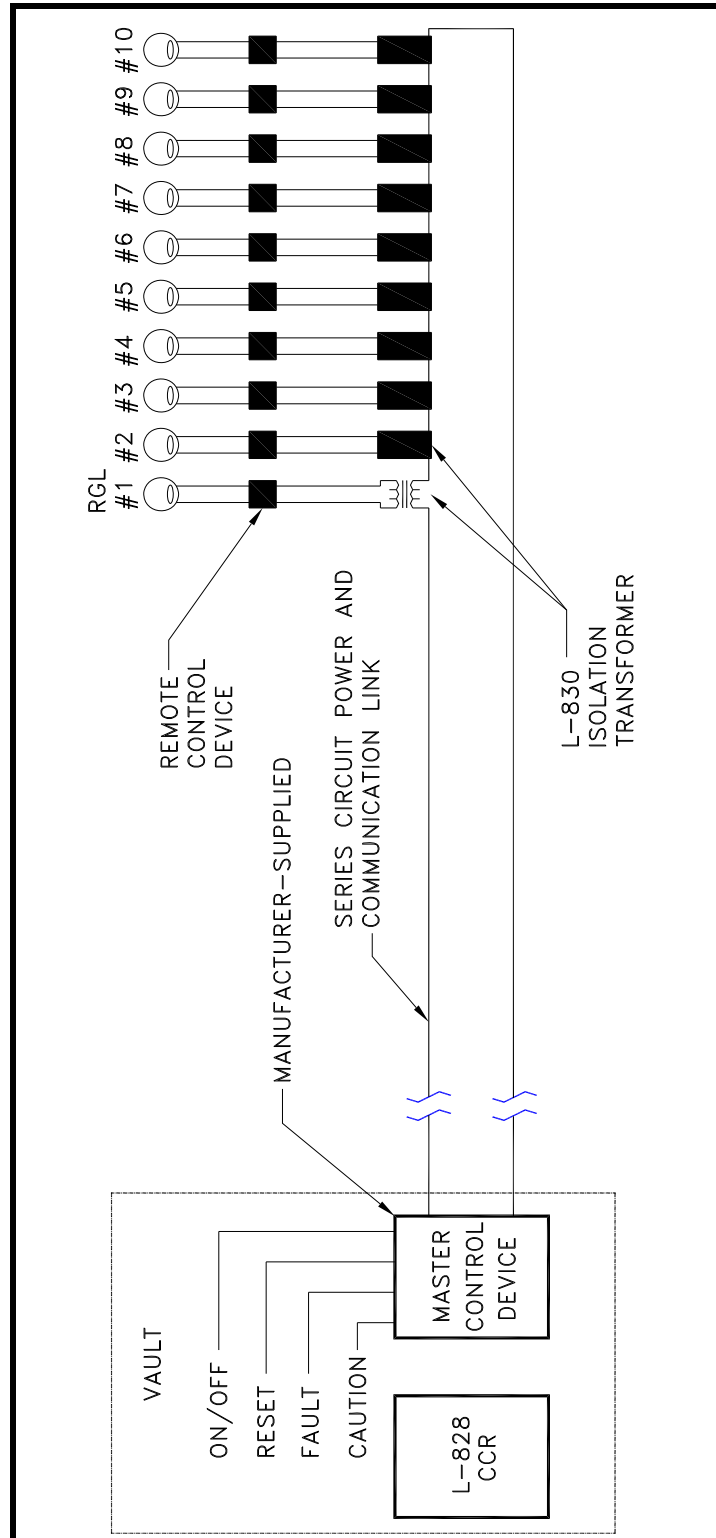 RGL
#1
#2
#3
#4
#5
#6
#7
#8
#9
#10
REMOTE
CONTROL
DEVICE
MANUFACTURER-SUPPLIED
SERIES CIRCUIT POWER AND
COMMUNICATION LINK
L-830
ISOLATION
TRANSFORMER
VAULT
ON/OFF
RESET
FAULT
CAUTION
MASTER
CONTROL
DEVICE
L-828
CCR